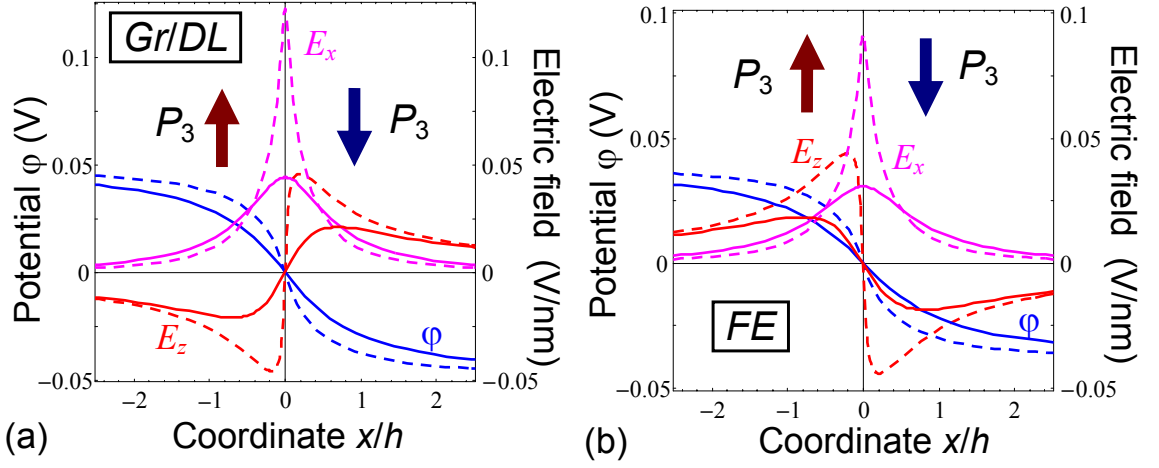 Gr/DL
E_x
P_3
P_3
Potential φ (V)
Electric field (V/nm)
0.1
0.05
0
−0.05
0.1
0.05
0
−0.05
E_z
φ
−2
−1
0
1
2
(a)
Coordinate x/h
0.1
0.05
0
−0.05
0.1
0.05
0
−0.05
P_3
P_3
E_z
E_x
Potential φ (V)
Electric field (V/nm)
FE
φ
−2
−1
0
1
2
(b)
Coordinate x/h